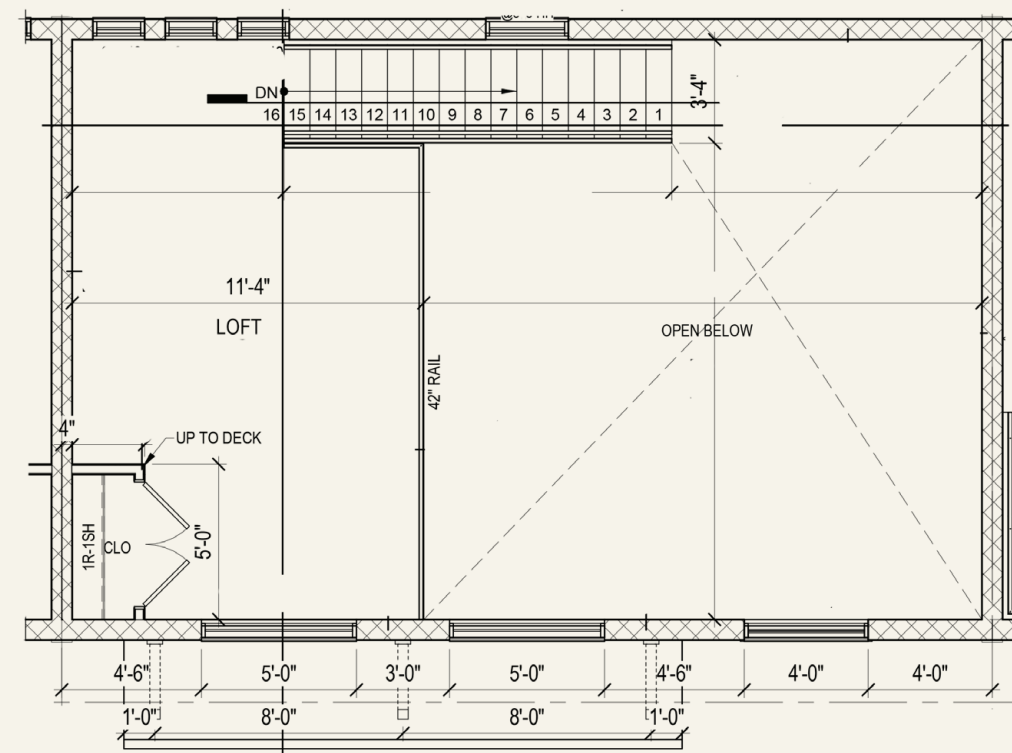 3'-4"
DN
16 15 14 13 12 11 10 9 8 7 6 5 4 3 2 1
11'-4"
LOFT
OPEN BELOW
42" RAIL
4"
UP TO DECK
1R-1SH
CLO
5'-0"
4'-6" 5'-0" 3'-0" 5'-0" 4'-6" 4'-0" 4'-0"
1'-0" 8'-0" 8'-0" 1'-0"